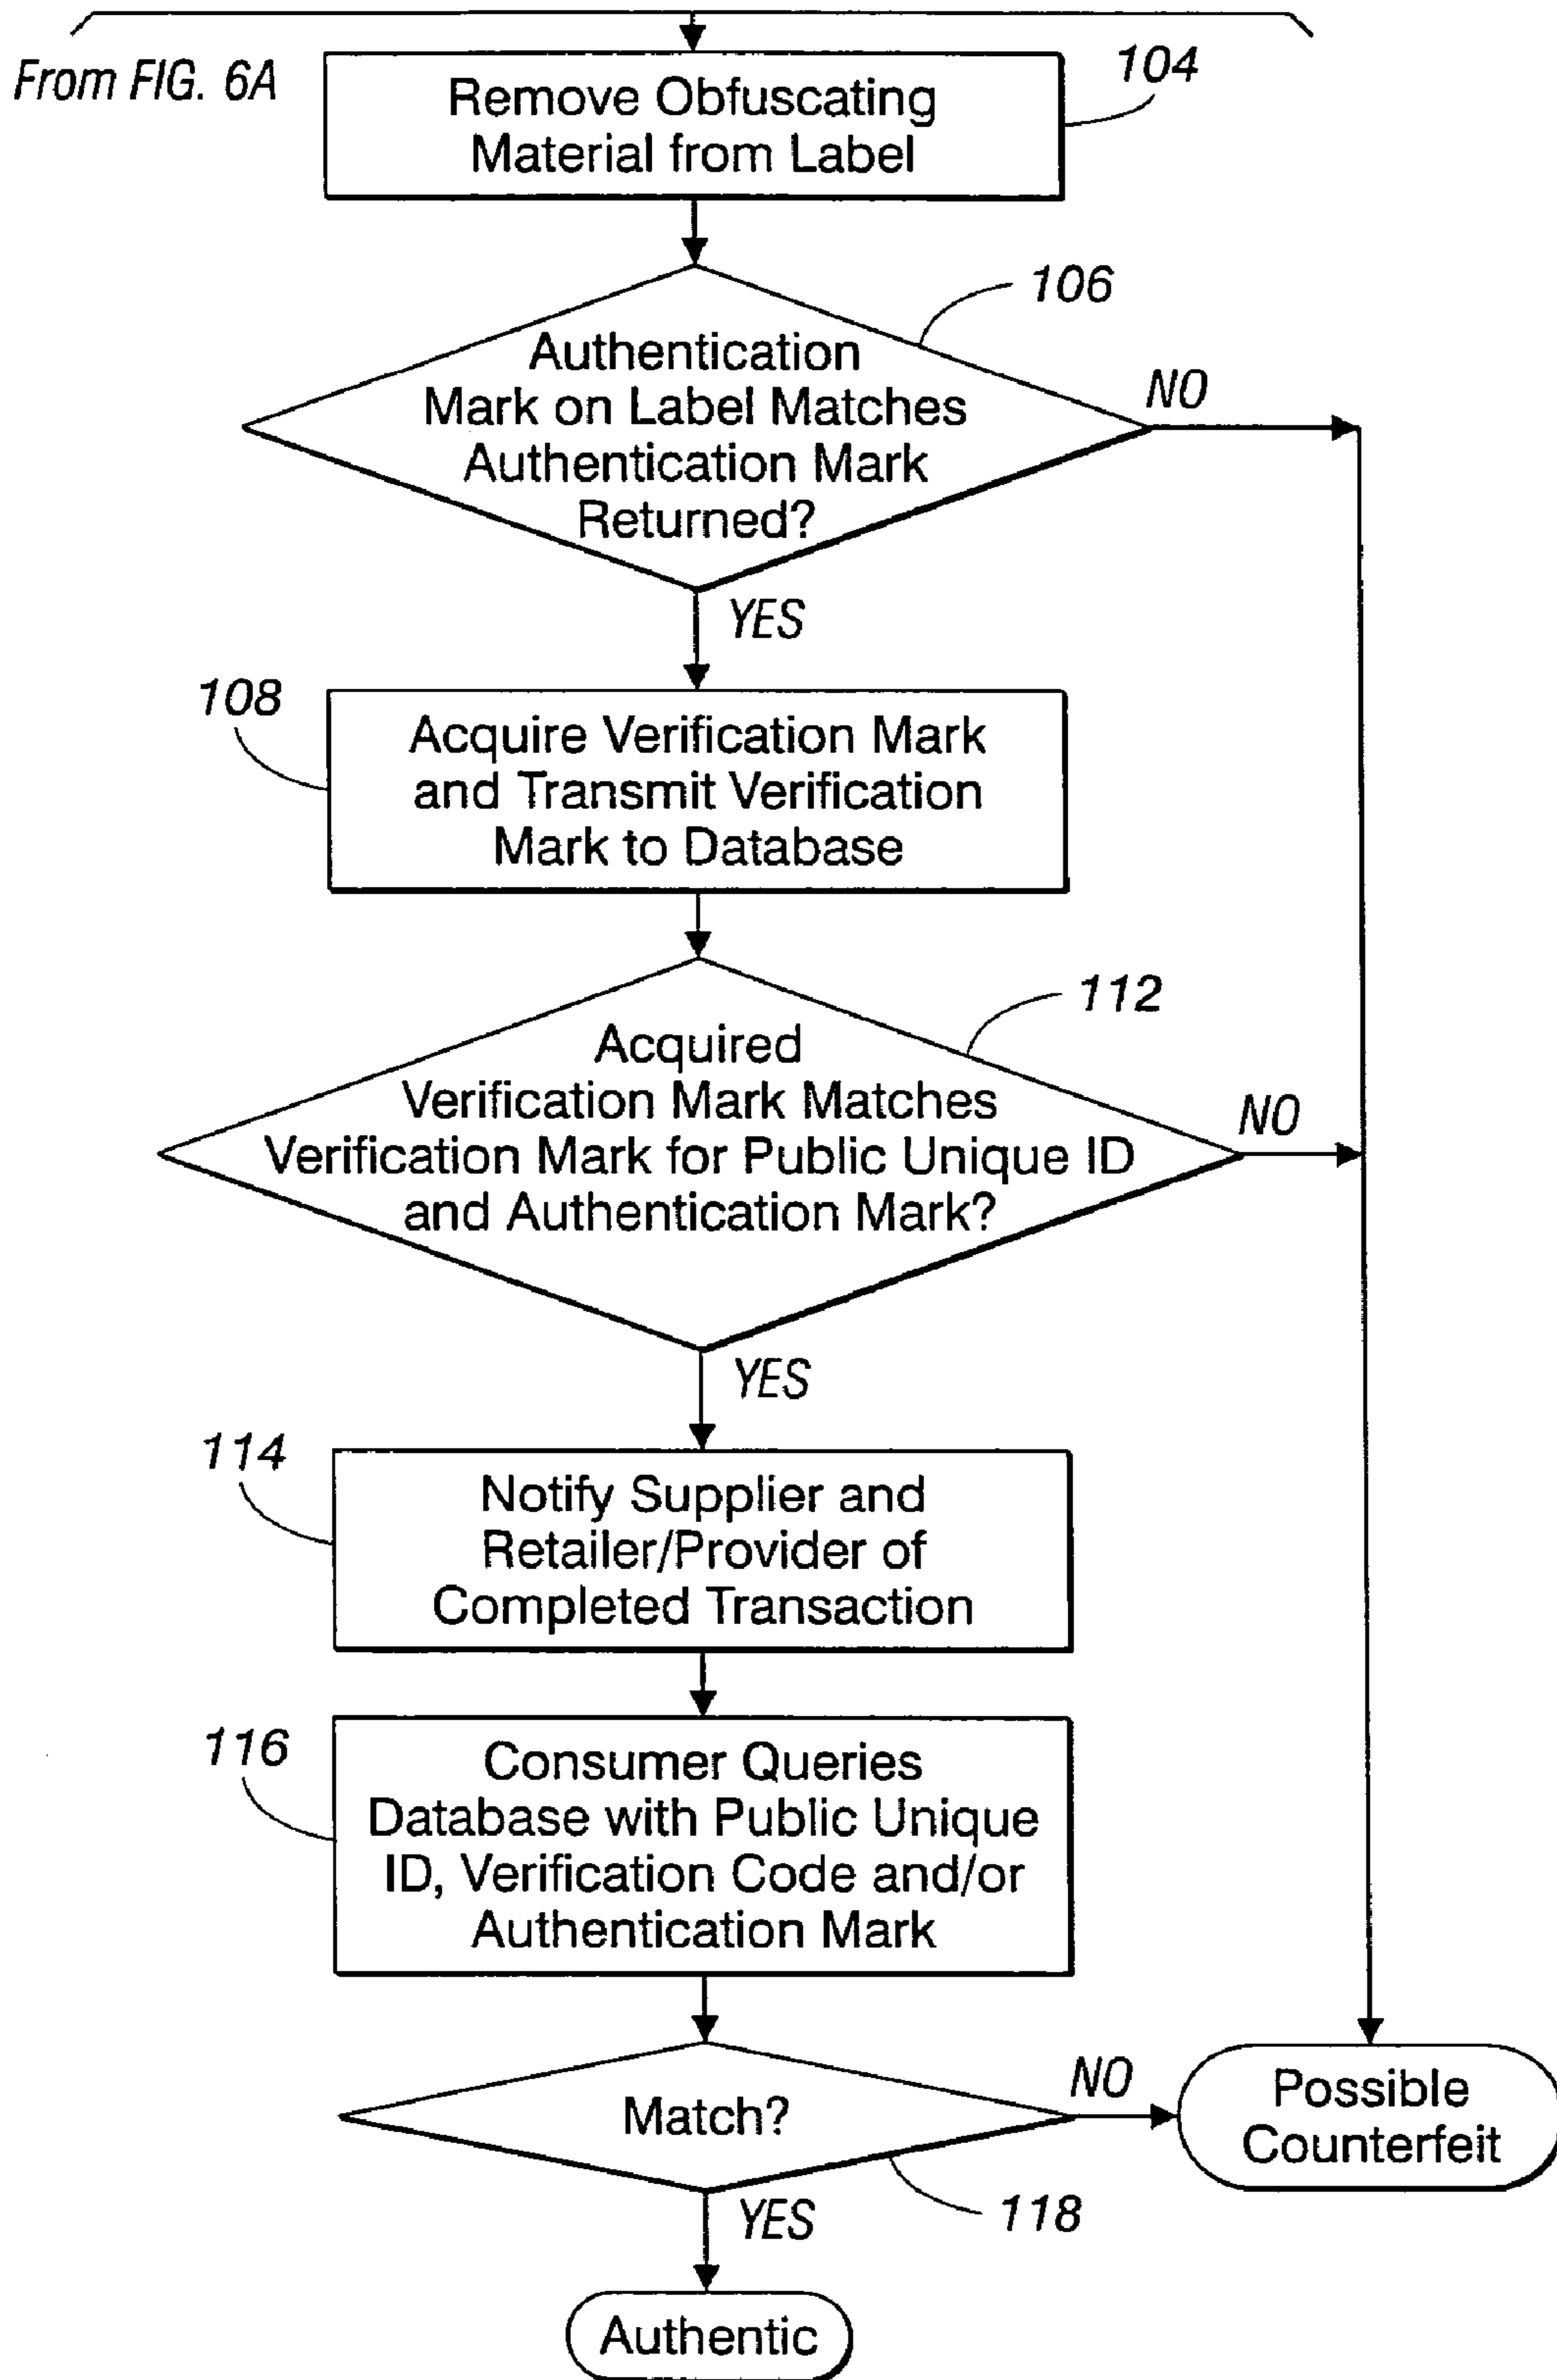 From FIG. 6A
104
Remove Obfuscating
Material from Label
106
Authentication
Mark on Label Matches
Authentication Mark
Returned?
NO
YES
108
Acquire Verification Mark
and Transmit Verification
Mark to Database
112
Acquired
Verification Mark Matches
Verification Mark for Public Unique ID
and Authentication Mark?
NO
YES
114
Notify Supplier and
Retailer/Provider of
Completed Transaction
116
Consumer Queries
Database with Public Unique
ID, Verification Code and/or
Authentication Mark
Match?
NO
118
YES
Possible
Counterfeit
Authentic